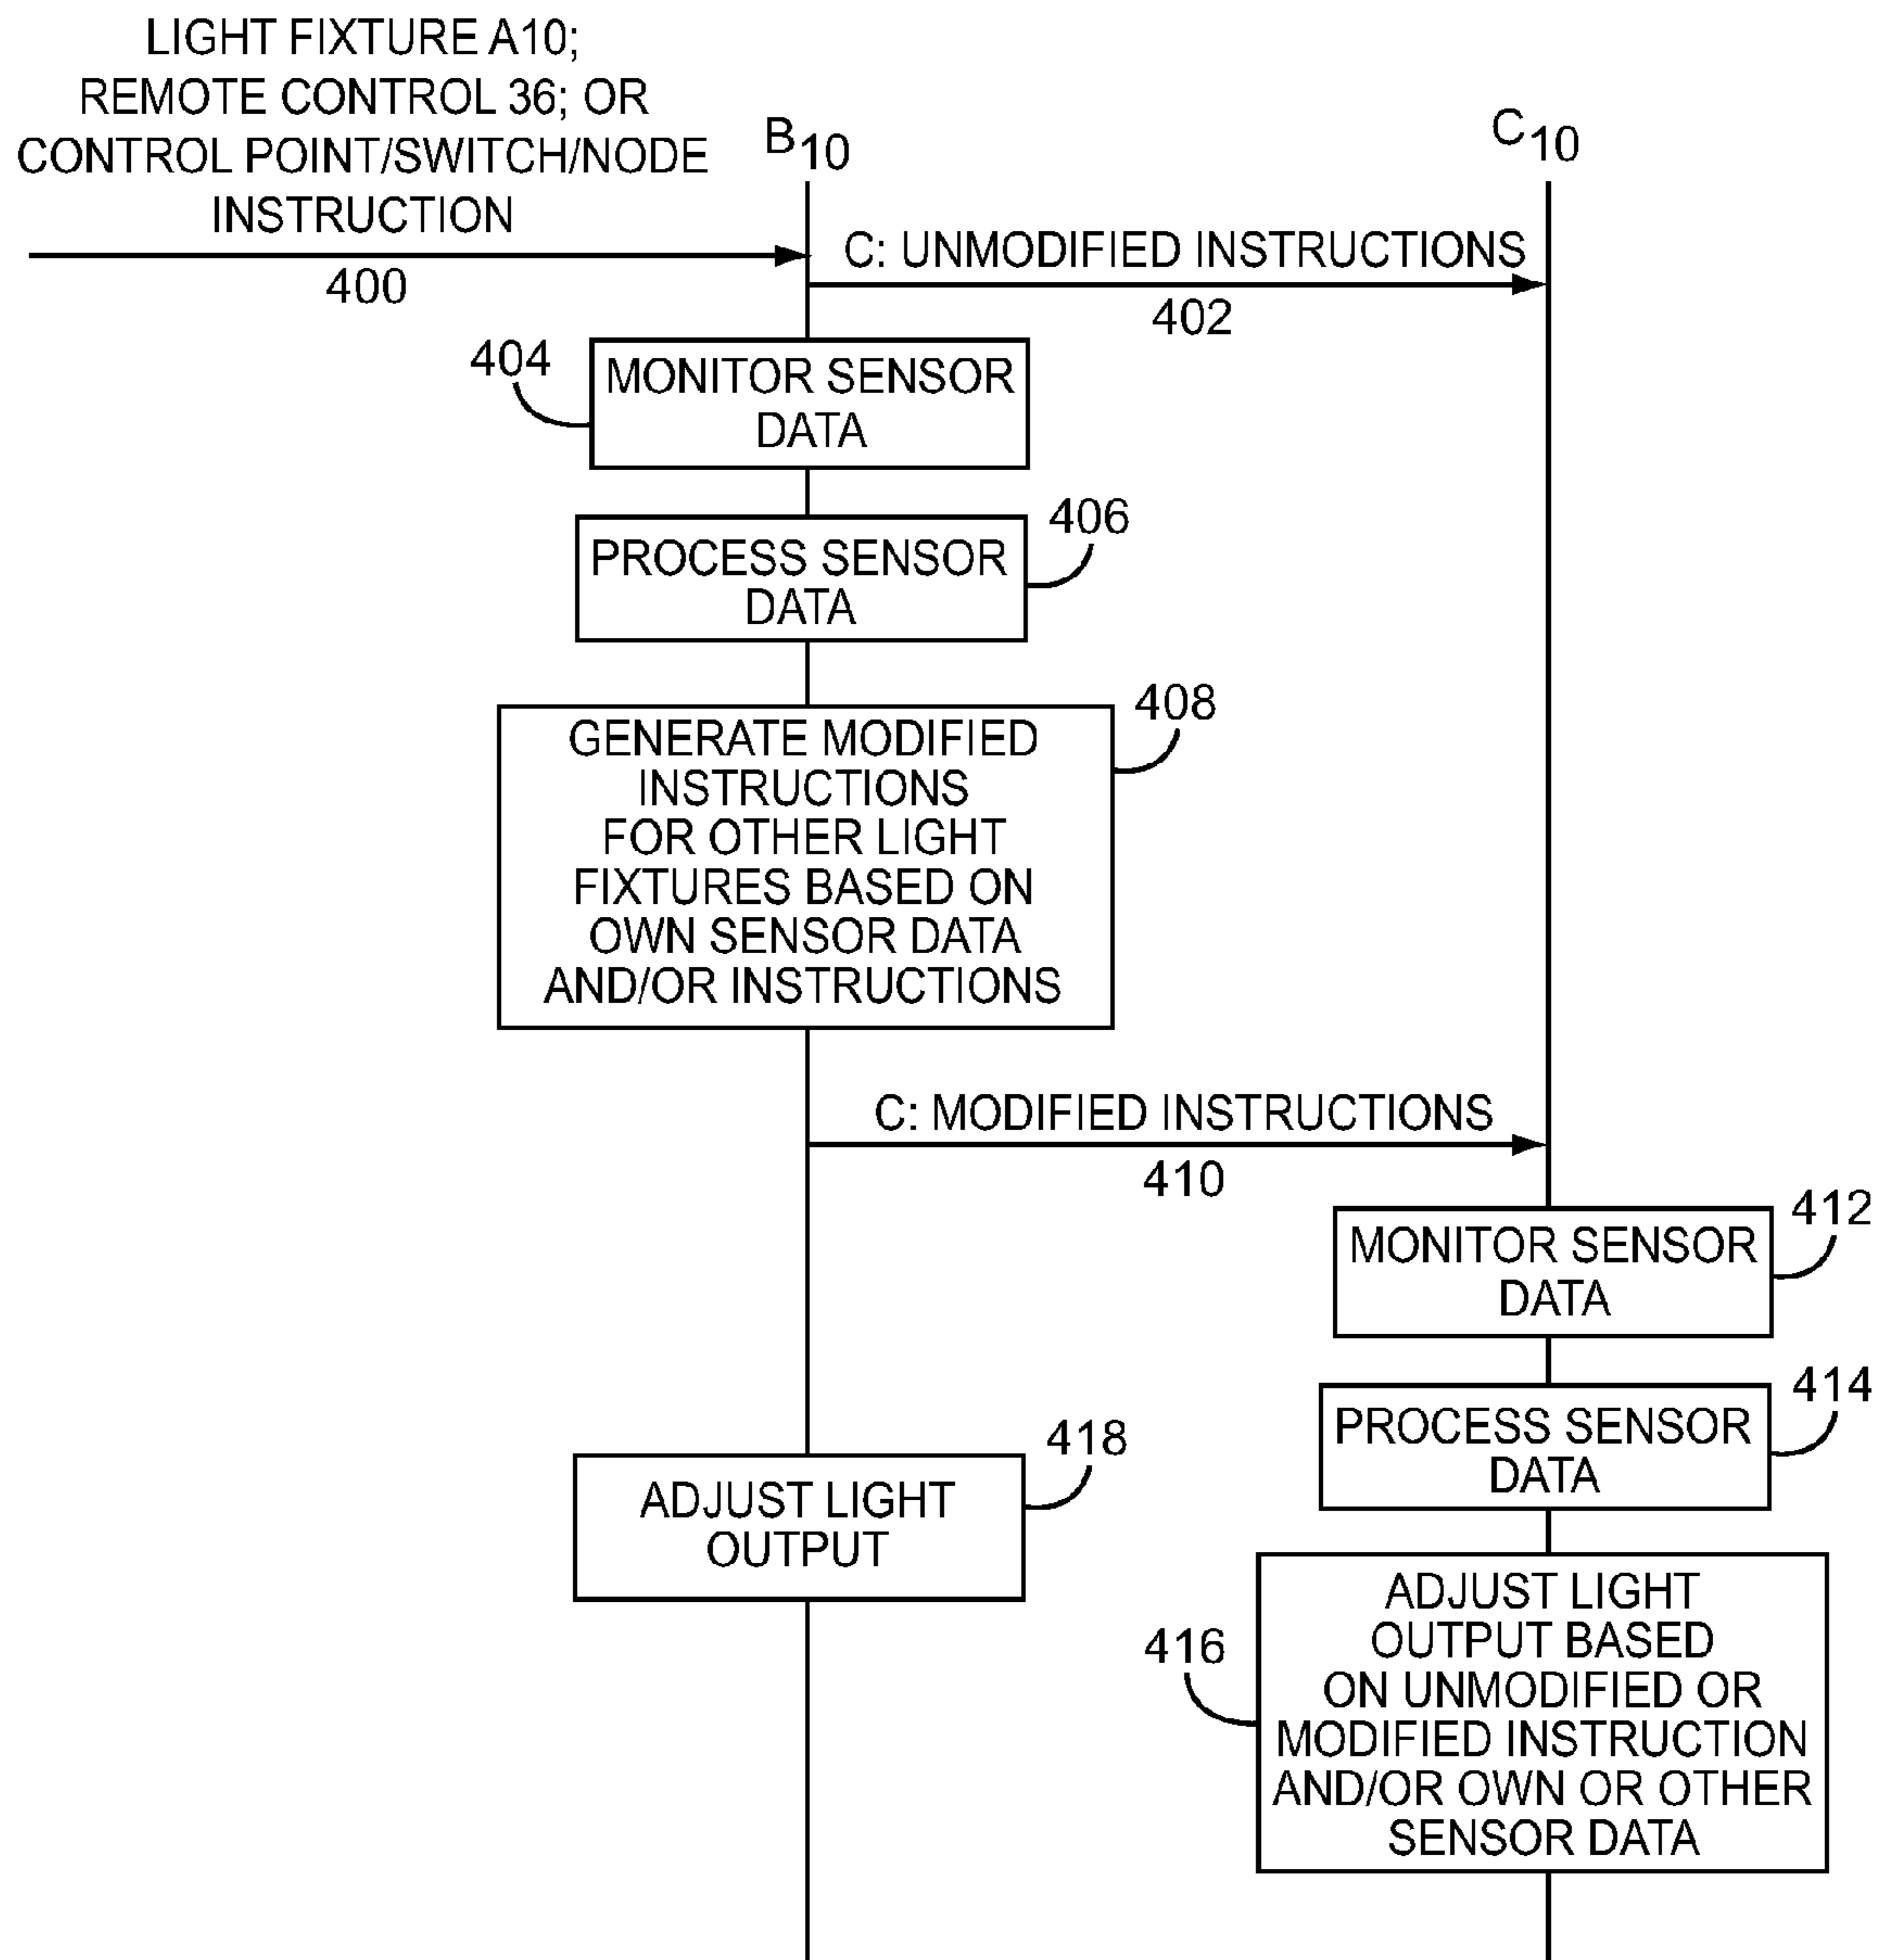 LIGHT FIXTURE A10;
REMOTE CONTROL 36; OR
CONTROL POINT/SWITCH/NODE
INSTRUCTION
400
B10
C10
C: UNMODIFIED INSTRUCTIONS
402
404
MONITOR SENSOR
DATA
406
PROCESS SENSOR
DATA
408
GENERATE MODIFIED
INSTRUCTIONS
FOR OTHER LIGHT
FIXTURES BASED ON
OWN SENSOR DATA
AND/OR INSTRUCTIONS
C: MODIFIED INSTRUCTIONS
410
412
MONITOR SENSOR
DATA
414
PROCESS SENSOR
DATA
418
ADJUST LIGHT
OUTPUT
416
ADJUST LIGHT
OUTPUT BASED
ON UNMODIFIED OR
MODIFIED INSTRUCTION
AND/OR OWN OR OTHER
SENSOR DATA